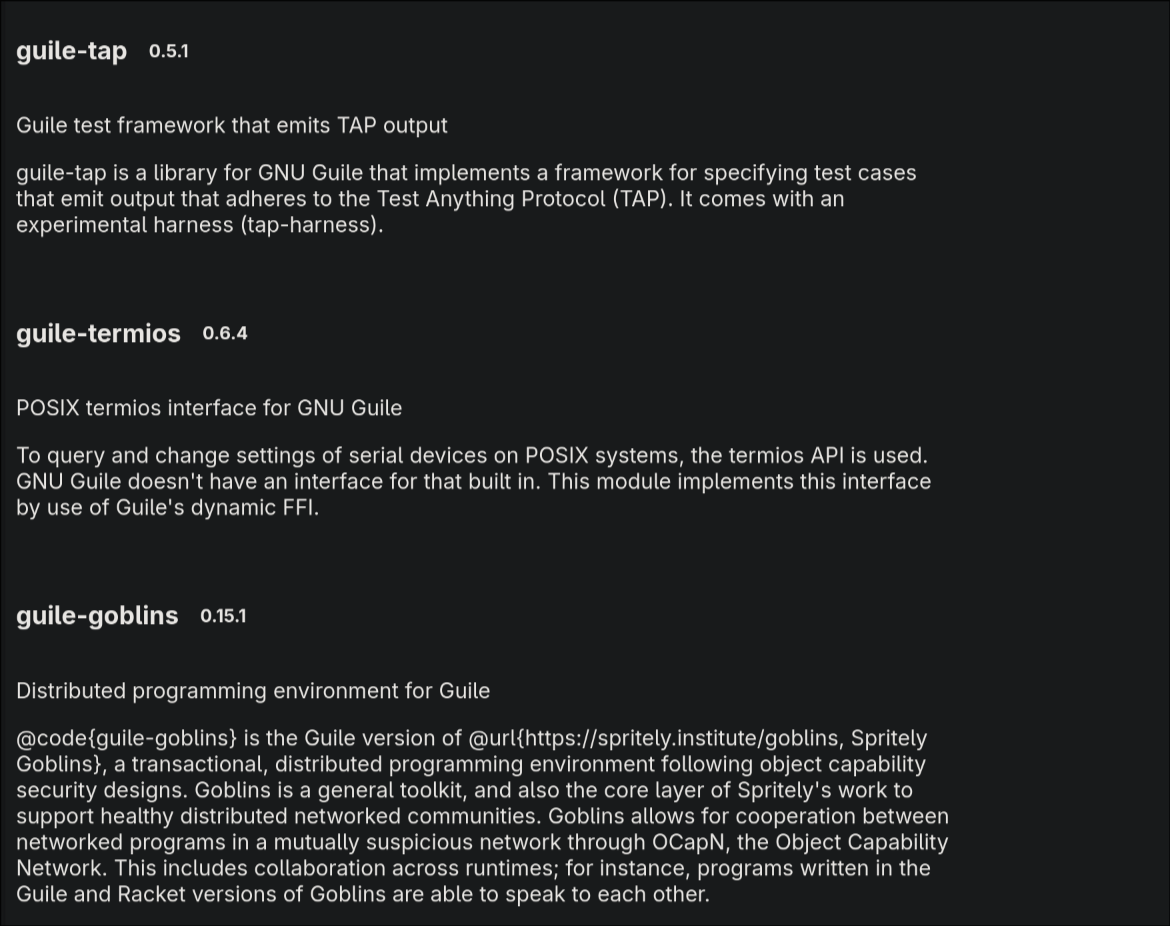 guile-tap 0.5.1
Guile test framework that emits TAP output
guile-tap is a library for GNU Guile that implements a framework for specifying test cases
that emit output that adheres to the Test Anything Protocol (TAP). It comes with an
experimental harness (tap-harness).
guile-termios 0.6.4
POSIX termios interface for GNU Guile
To query and change settings of serial devices on POSIX systems, the termios API is used.
GNU Guile doesn't have an interface for that built in. This module implements this interface
by use of Guile's dynamic FFI.
guile-goblins 0.15.1
Distributed programming environment for Guile
@code{guile-goblins} is the Guile version of @url{https://spritely.institute/goblins, Spritely
Goblins}, a transactional, distributed programming environment following object capability
security designs. Goblins is a general toolkit, and also the core layer of Spritely's work to
support healthy distributed networked communities. Goblins allows for cooperation between
networked programs in a mutually suspicious network through OCapN, the Object Capability
Network. This includes collaboration across runtimes; for instance, programs written in the
Guile and Racket versions of Goblins are able to speak to each other.